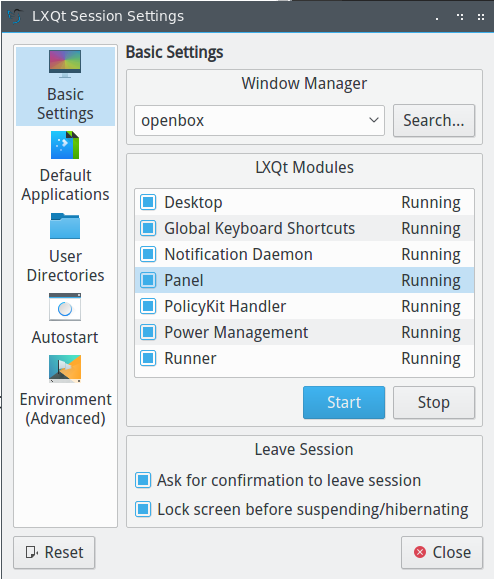 LXQt Session Settings
Basic Settings
Default Applications
User Directories
Autostart
Environment (Advanced)
Basic Settings
Window Manager
openbox
Search...
LXQt Modules
Desktop Running
Global Keyboard Shortcuts Running
Notification Daemon Running
Panel Running
PolicyKit Handler Running
Power Management Running
Runner Running
Start
Stop
Leave Session
Ask for confirmation to leave session
Lock screen before suspending/hibernating
Reset
Close